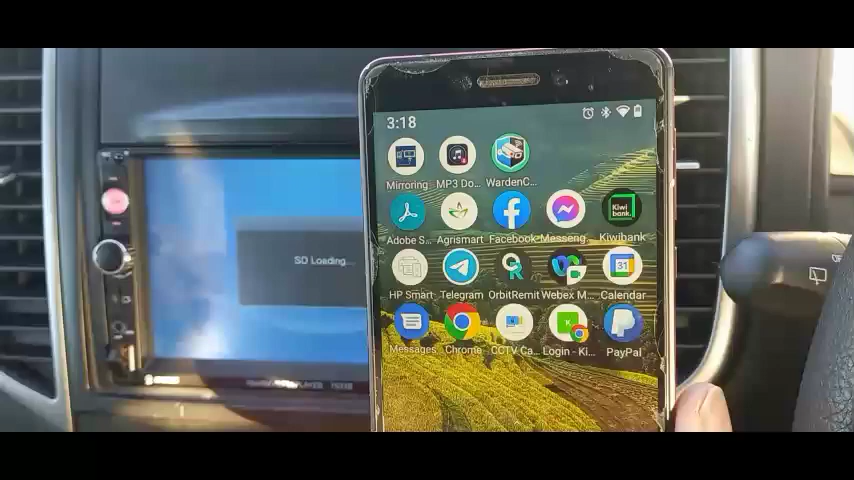 3:18
Mirroring MP3 Do... WardenC...
Adobe S... Agrismart Facebook Messeng... Kiwibank
Kiwi
bank.
HP Smart Telegram OrbitRemit Webex M... Calendar
31
Messages Chrome CCTV Ca... Login - Ki... PayPal
SD Loading...